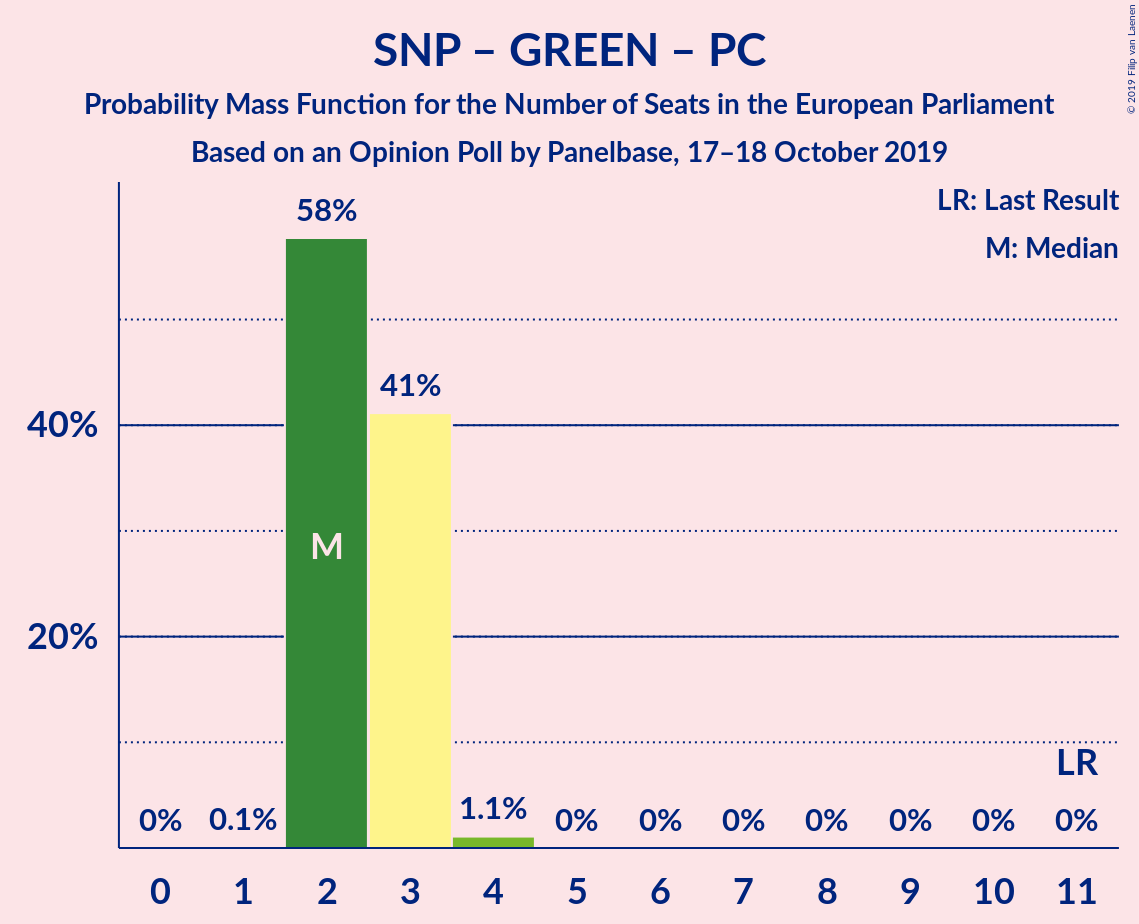 SNP – GREEN – PC
Probability Mass Function for the Number of Seats in the European Parliament
Based on an Opinion Poll by Panelbase, 17–18 October 2019
© 2019 Filip van Laenen
LR: Last Result
M: Median
58%
41%
40%
M
20%
LR
0% 0.1% 1.1% 0% 0% 0% 0% 0% 0% 0%
0 1 2 3 4 5 6 7 8 9 10 11